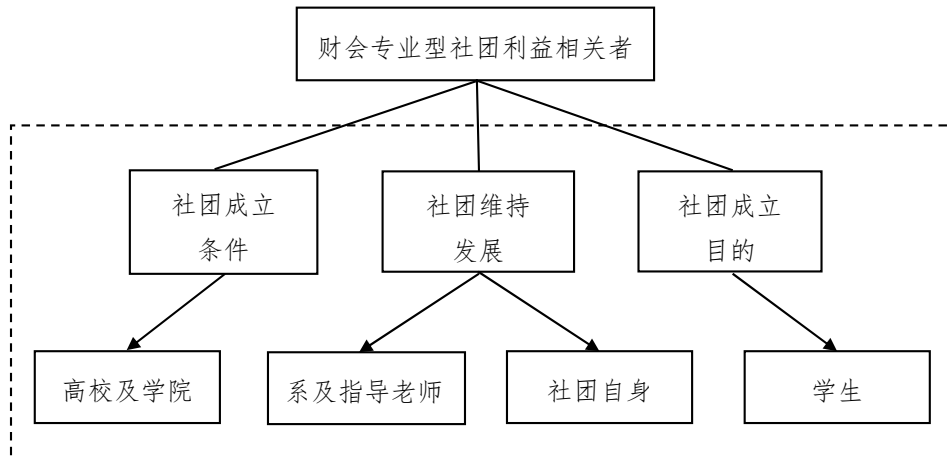 财会专业型社团利益相关者
社团成立
条件
社团维持
发展
社团成立
目的
高校及学院
系及指导老师
社团自身
学生